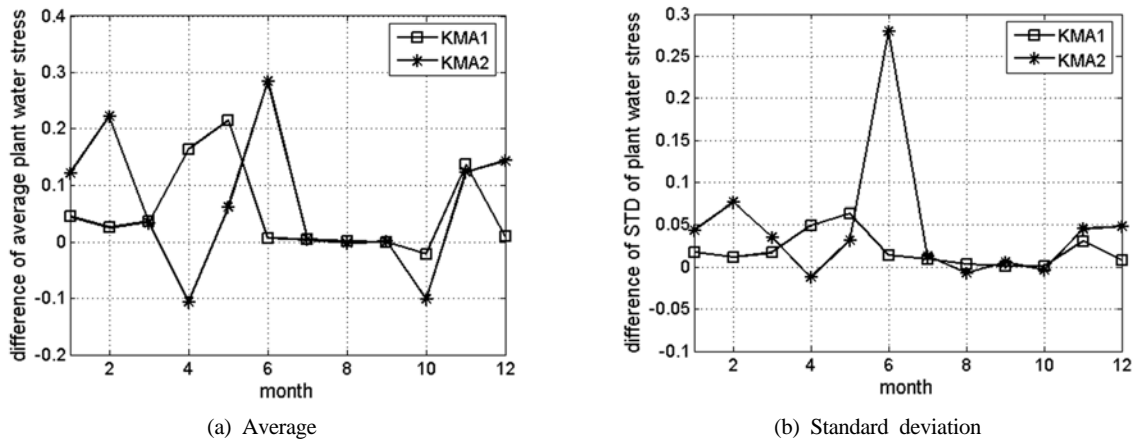 difference of average plant water stress
0.4
0.3
0.2
0.1
0
-0.1
-0.2
2
4
6
8
10
12
month
KMA1
KMA2
(a) Average
difference of STD of plant water stress
0.3
0.25
0.2
0.15
0.1
0.05
0
-0.05
-0.1
2
4
6
8
10
12
month
KMA1
KMA2
(b) Standard deviation